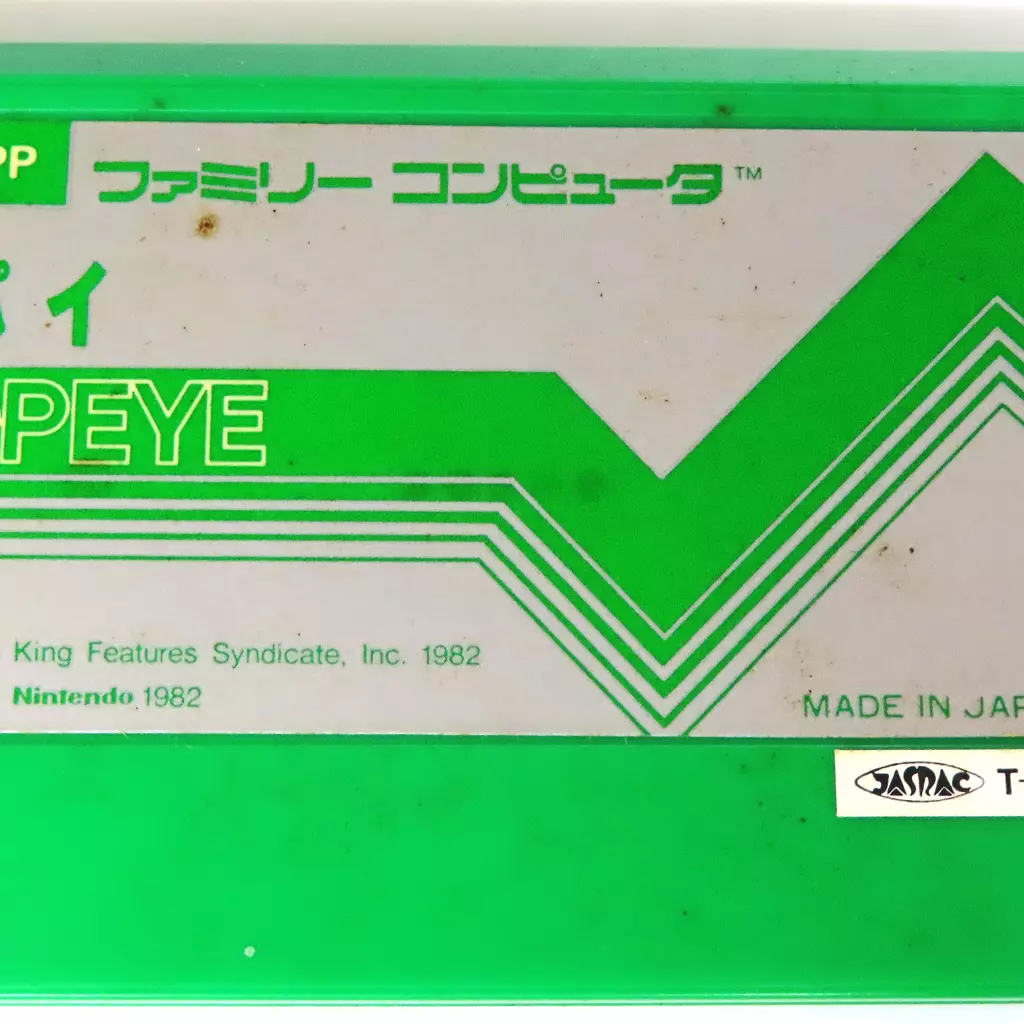 PP
ファミリー コンピュータ™
パイ
PEYE
King Features Syndicate, Inc. 1982
Nintendo 1982
MADE IN JAP
JASRAC T-